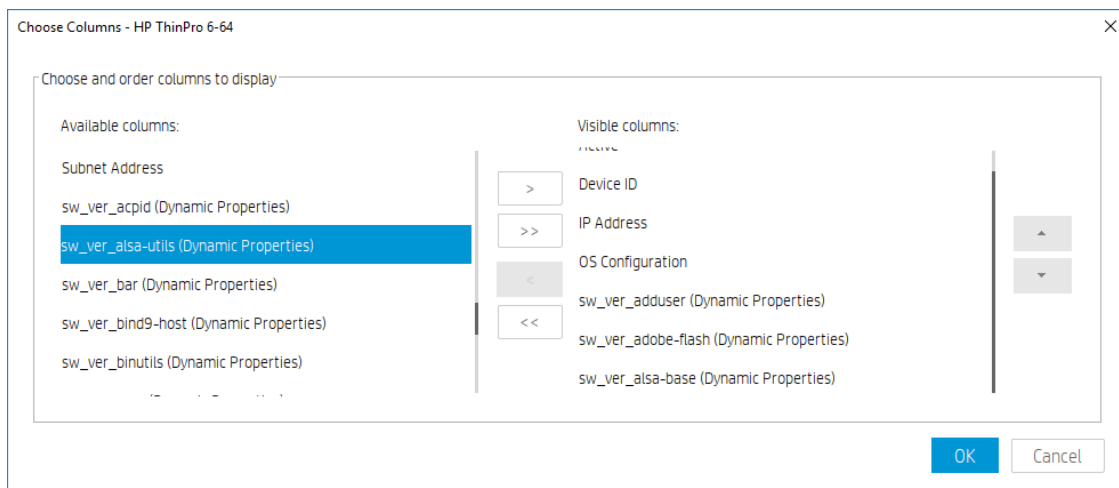 Choose Columns - HP ThinPro 6-64
Choose and order columns to display
Available columns:
Subnet Address
sw_ver_acpid (Dynamic Properties)
sw_ver_alsa-utils (Dynamic Properties)
sw_ver_bar (Dynamic Properties)
sw_ver_bind9-host (Dynamic Properties)
sw_ver_binutils (Dynamic Properties)
>
>>
<
<<
Visible columns:
Active
Device ID
IP Address
OS Configuration
sw_ver_adduser (Dynamic Properties)
sw_ver_adobe-flash (Dynamic Properties)
sw_ver_alsa-base (Dynamic Properties)
OK
Cancel